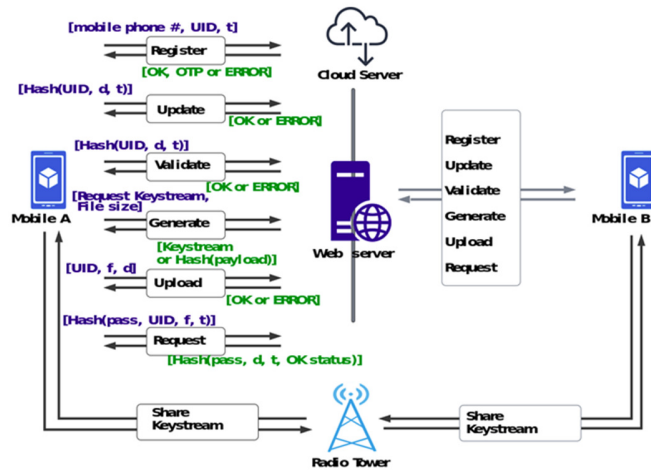 [mobile phone #, UID, t]
Register
[OK, OTP or ERROR]
[Hash(UID, d, t)]
Update
[OK or ERROR]
[Hash(UID, d, t)]
Validate
[OK or ERROR]
[Request Keystream,
File size]
Generate
[Keystream
or Hash(payload)]
[UID, f, d]
Upload
[OK or ERROR]
[Hash(pass, UID, f, t)]
Request
[Hash(pass, d, t, OK status)]
Mobile A
Cloud Server
Web server
Register
Update
Validate
Generate
Upload
Request
Mobile B
Share
Keystream
Radio Tower
Share
Keystream